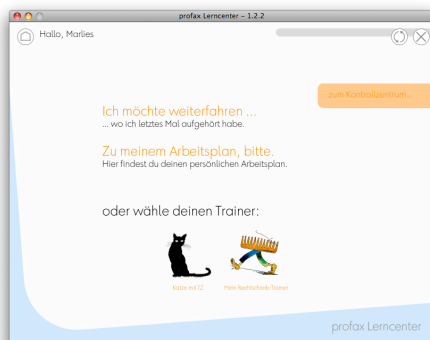 profax Lerncenter – 1.2.2
Hallo, Marlies
zum Kontrollzentrum...
Ich möchte weiterfahren ...
... wo ich letztes Mal aufgehört habe.
Zu meinem Arbeitsplan, bitte.
Hier findest du deinen persönlichen Arbeitsplan.
oder wähle deinen Trainer:
Katze mit TZ
Mein Rechtschreib-Trainer
profax Lerncenter